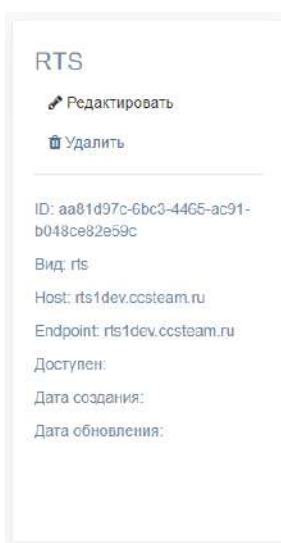 RTS
Редактировать
Удалить
ID: aa81d97c-6bc3-4465-ac91-
b048ce82e59c
Вид: rts
Host: rts1dev.ccsteam.ru
Endpoint: rts1dev.ccsteam.ru
Доступен:
Дата создания:
Дата обновления: